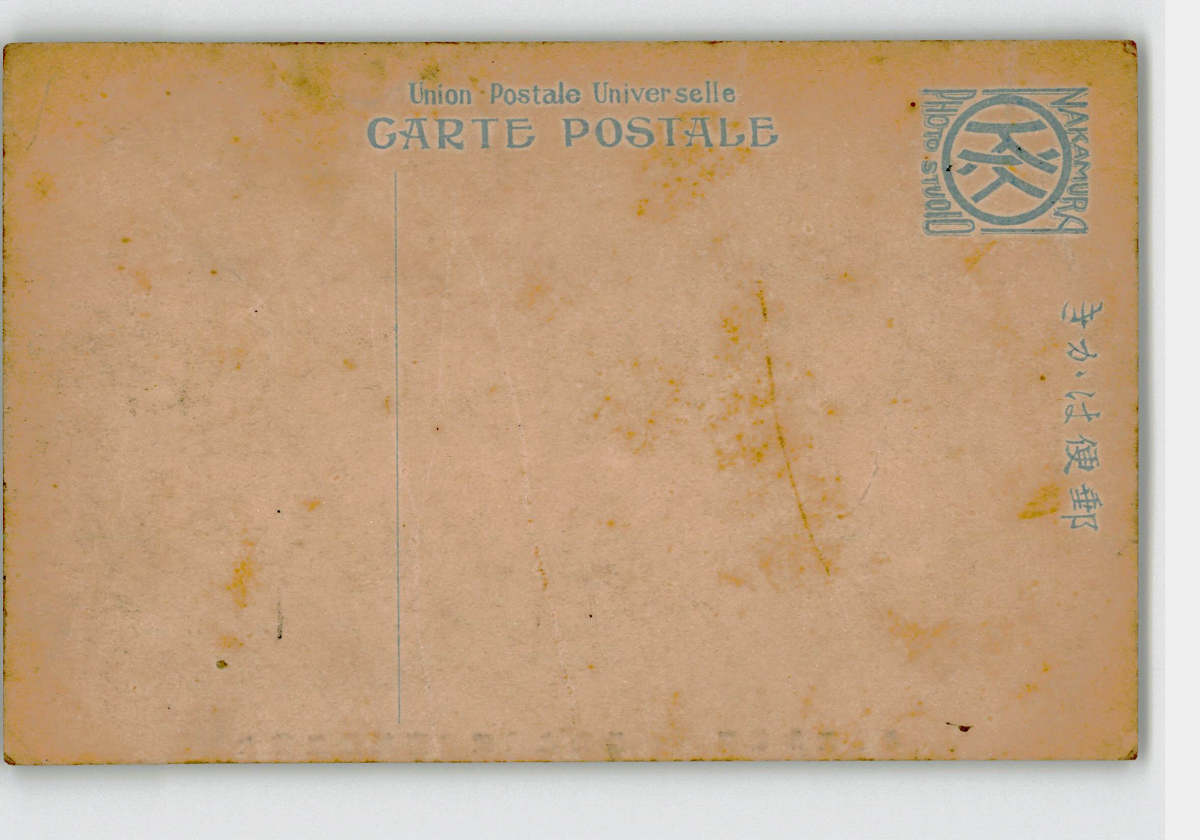 Union Postale Universelle
CARTE POSTALE
NAKAMURA
PHOTO STUDIO
きかは便郵